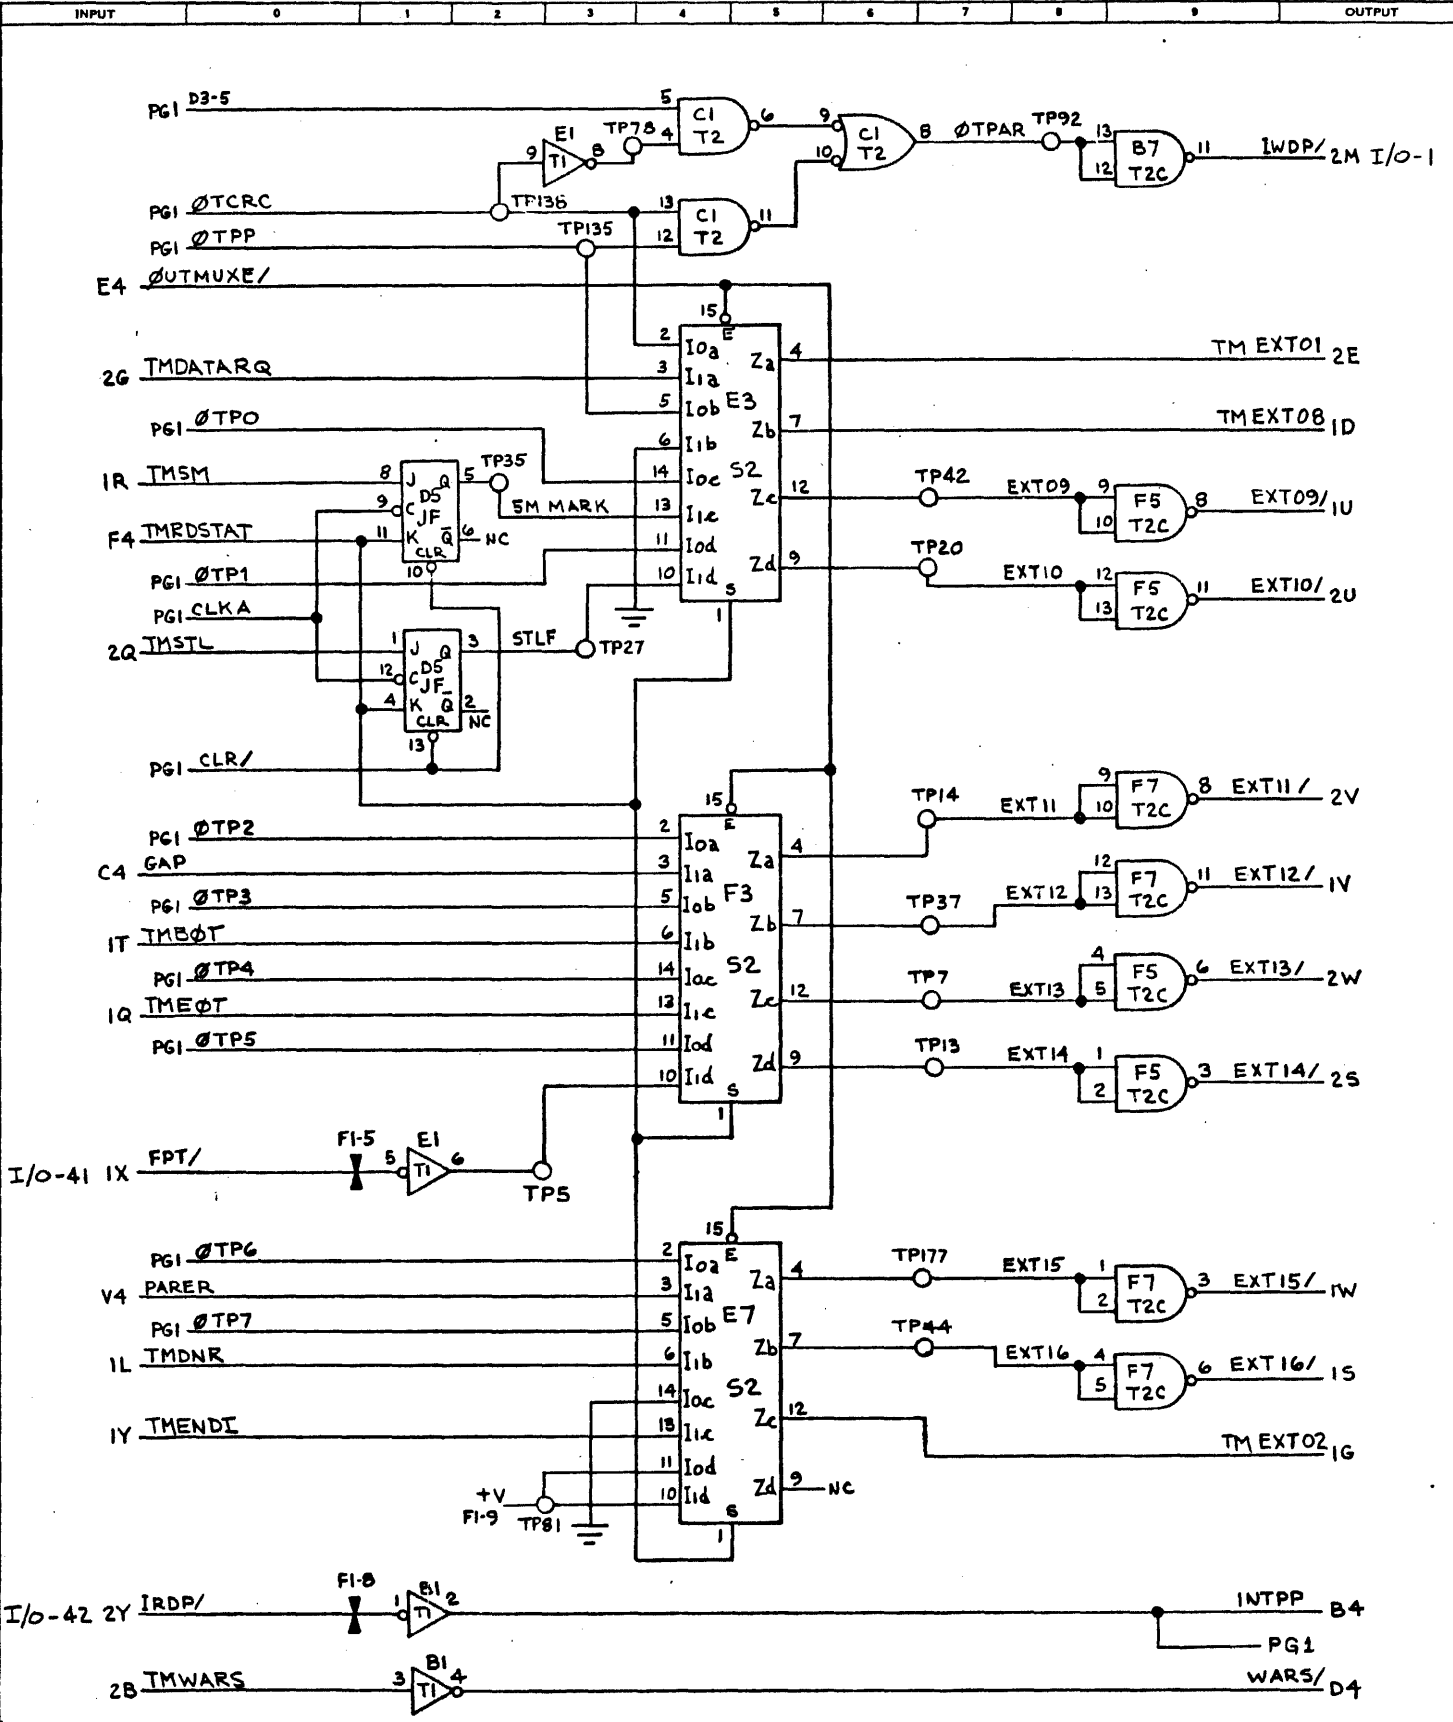 INPUT 0 1 2 3 4 5 6 7 8 9 OUTPUT
PG1 D3-5 5 C1 T2 6 9 C1 T2 8 ØTPAR TP92 13 B7 T2C 11 IWDP/ 2M I/O-1
9 E1 T1 8 TP78 4 10 12
PG1 ØTCRC TP136 13 C1 T2 11
PG1 ØTPP TP135 12
E4 ØUTMUXE/
15 E
2 I0a Za 4 TM EXT01 2E
2G TMDATARQ 3 I1a
5 I0b E3
PG1 ØTPO Zb 7 TMEXT08 1D
6 I1b
1R TMSM 8 J Q 5 TP35 14 I0c S2
9 C D5 JF 5M MARK 13 I1c Zc 12 TP42 EXT09 9 10 F5 T2C 8 EXT09/ 1U
F4 TMRDSTAT 11 K Q 6 NC 11 I0d
CLR 10
PG1 ØTP1 10 I1d Zd 9 TP20 EXT10 12 13 F5 T2C 11 EXT10/ 2U
S 1
PG1 CLKA
2Q TMSTL 1 J Q 3 STLF TP27
12 C D5 JF
4 K Q 2 NC
CLR 13
PG1 CLR/
15 E
PG1 ØTP2 2 I0a Za 4 TP14 EXT11 9 10 F7 T2C 8 EXT11/ 2V
C4 GAP 3 I1a
PG1 ØTP3 5 I0b F3 Zb 7 TP37 EXT12 12 13 F7 T2C 11 EXT12/ 1V
1T TMBØT 6 I1b
PG1 ØTP4 14 I0c S2 Zc 12 TP7 EXT13 4 5 F5 T2C 6 EXT13/ 2W
1Q TMEØT 13 I1c
PG1 ØTP5 11 I0d Zd 9 TP13 EXT14 1 2 F5 T2C 3 EXT14/ 2S
10 I1d S 1
I/O-41 1X FPT/ F1-5 5 E1 T1 6 TP5
15 E
PG1 ØTP6 2 I0a Za 4 TP177 EXT15 1 2 F7 T2C 3 EXT15/ 1W
V4 PARER 3 I1a
PG1 ØTP7 5 I0b E7 Zb 7 TP44 EXT16 4 5 F7 T2C 6 EXT16/ 1S
1L TMDNR 6 I1b
14 I0c S2 Zc 12 TM EXT02 1G
1Y TMENDI 13 I1c
11 I0d Zd 9 NC
+V F1-9 TP81 10 I1d S 1
I/O-42 2Y IRDP/ F1-8 1 B1 T1 2 INTPP B4
PG1
2B TMWARS 3 B1 T1 4 WARS/ D4